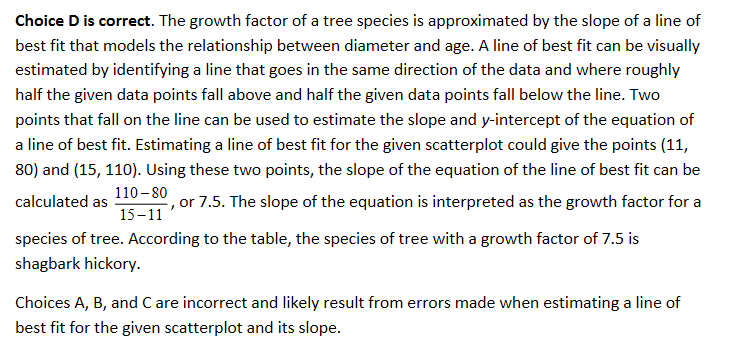 Choice D is correct. The growth factor of a tree species is approximated by the slope of a line of
best fit that models the relationship between diameter and age. A line of best fit can be visually
estimated by identifying a line that goes in the same direction of the data and where roughly
half the given data points fall above and half the given data points fall below the line. Two
points that fall on the line can be used to estimate the slope and y-intercept of the equation of
a line of best fit. Estimating a line of best fit for the given scatterplot could give the points (11,
80) and (15, 110). Using these two points, the slope of the equation of the line of best fit can be
calculated as (110−80)/(15−11), or 7.5. The slope of the equation is interpreted as the growth factor for a
species of tree. According to the table, the species of tree with a growth factor of 7.5 is
shagbark hickory.
Choices A, B, and C are incorrect and likely result from errors made when estimating a line of
best fit for the given scatterplot and its slope.